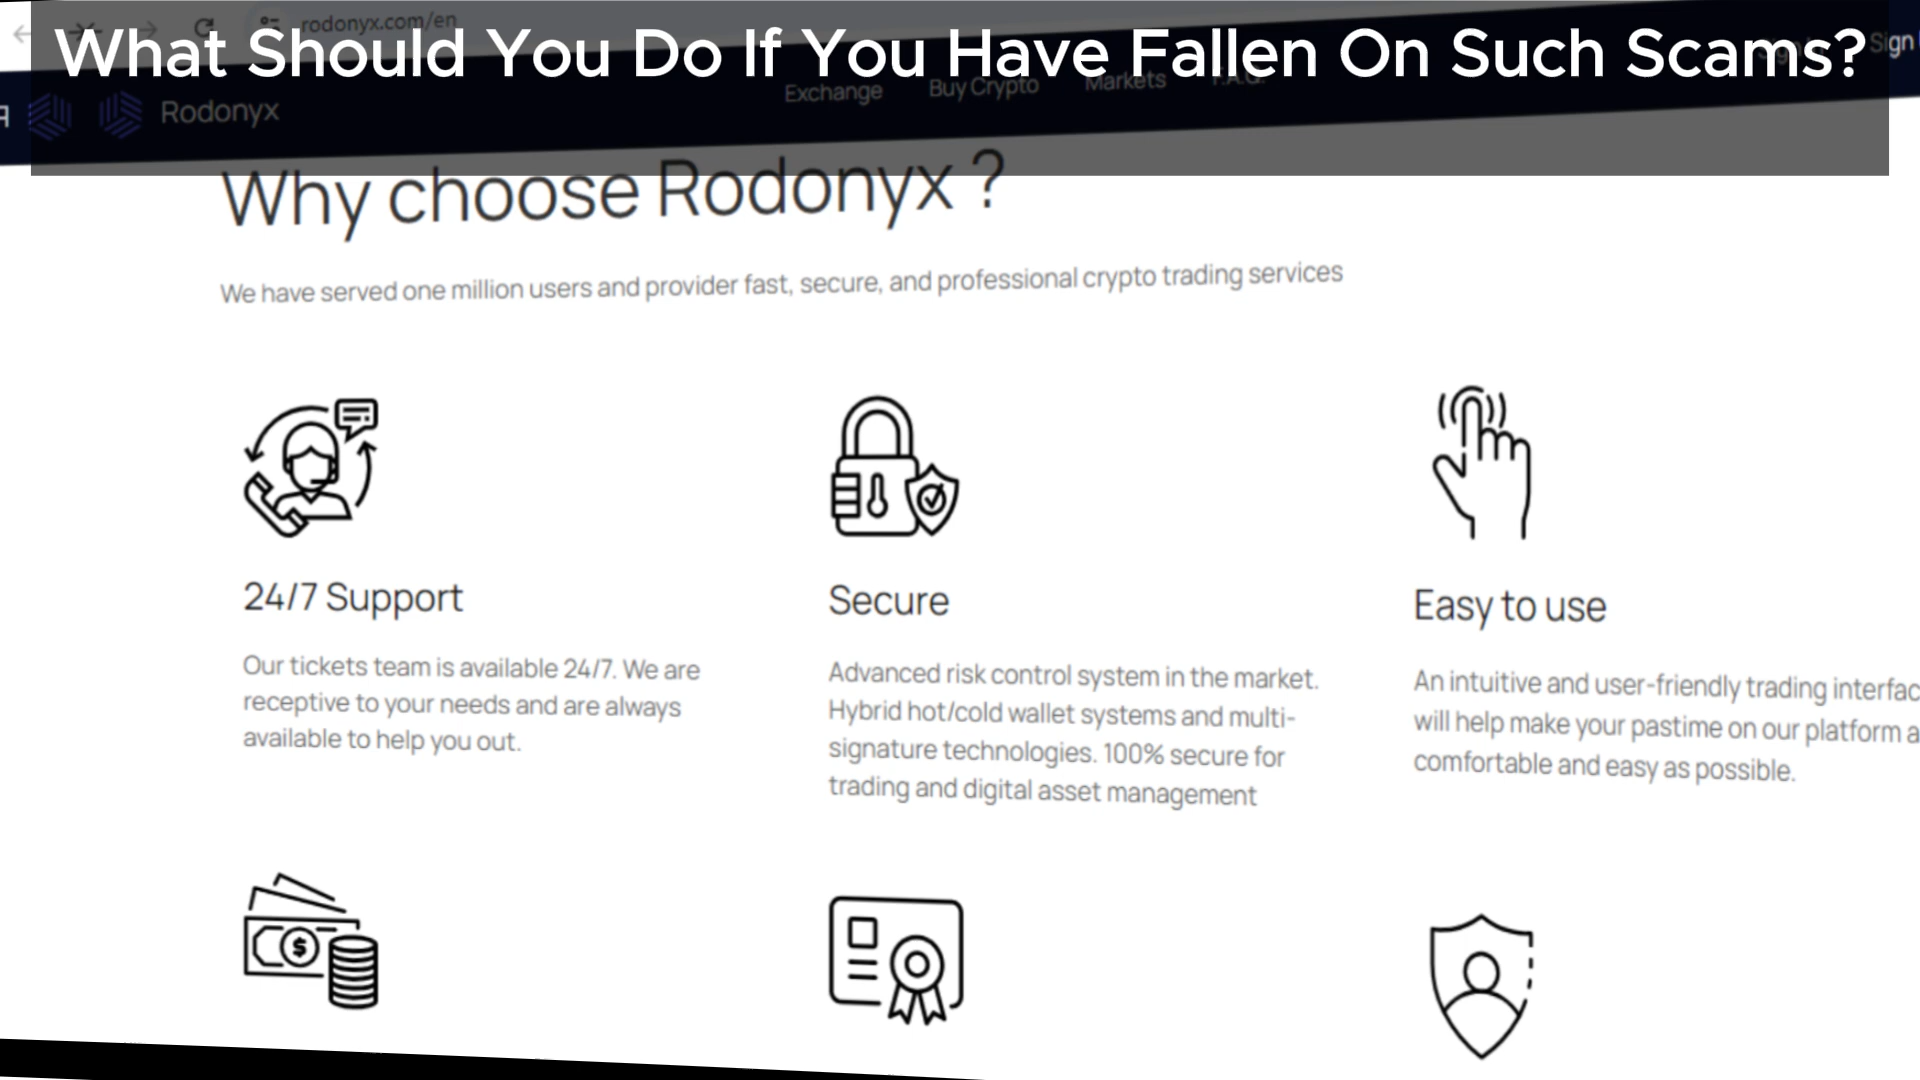 What Should You Do If You Have Fallen On Such Scams?
rodonyx.com/en
Sign
Rodonyx
Exchange
Buy Crypto
Markets
F.A.Q.
Why choose Rodonyx ?
We have served one million users and provider fast, secure, and professional crypto trading services
24/7 Support
Our tickets team is available 24/7. We are
receptive to your needs and are always
available to help you out.
Secure
Advanced risk control system in the market.
Hybrid hot/cold wallet systems and multi-
signature technologies. 100% secure for
trading and digital asset management
Easy to use
An intuitive and user-friendly trading interfac
will help make your pastime on our platform a
comfortable and easy as possible.